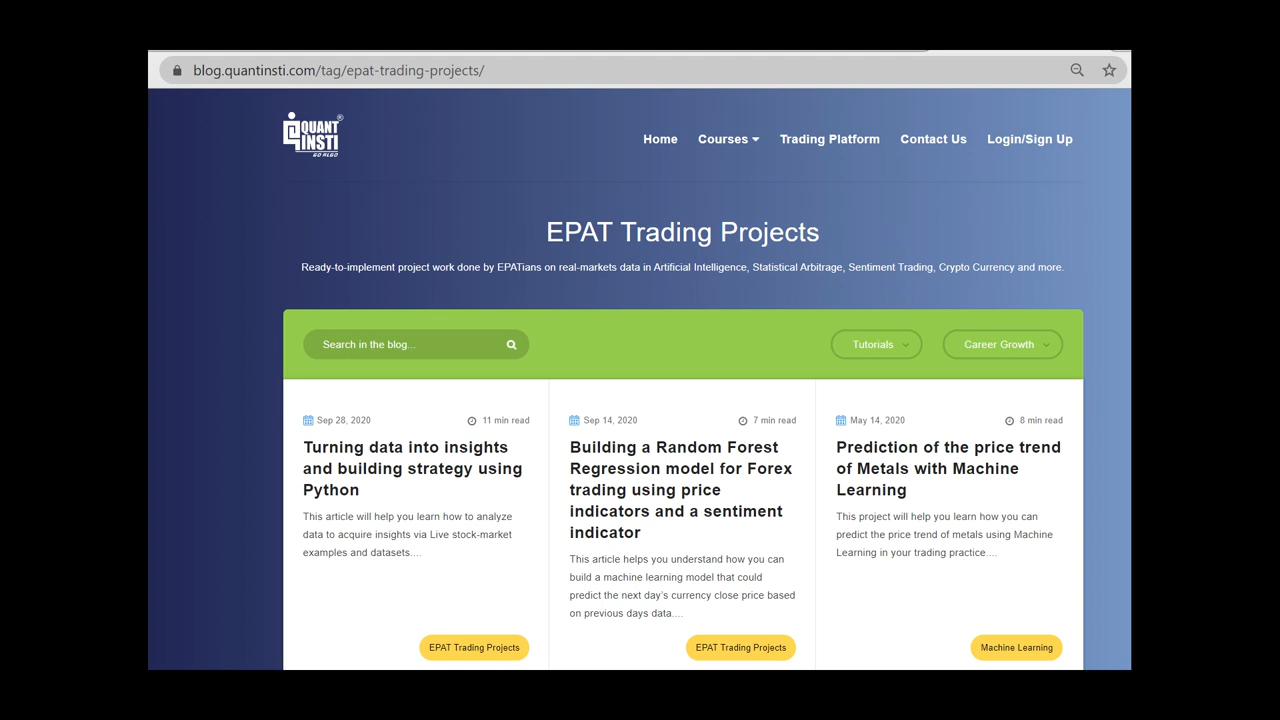 blog.quantinsti.com/tag/epat-trading-projects/
QUANT
INSTI
GO ALGO
®
Home Courses Trading Platform Contact Us Login/Sign Up
EPAT Trading Projects
Ready-to-implement project work done by EPATians on real-markets data in Artificial Intelligence, Statistical Arbitrage, Sentiment Trading, Crypto Currency and more.
Search in the blog...
Tutorials
Career Growth
Sep 28, 2020 11 min read
Turning data into insights
and building strategy using
Python
This article will help you learn how to analyze
data to acquire insights via Live stock-market
examples and datasets....
EPAT Trading Projects
Sep 14, 2020 7 min read
Building a Random Forest
Regression model for Forex
trading using price
indicators and a sentiment
indicator
This article helps you understand how you can
build a machine learning model that could
predict the next day's currency close price based
on previous days data....
EPAT Trading Projects
May 14, 2020 8 min read
Prediction of the price trend
of Metals with Machine
Learning
This project will help you learn how you can
predict the price trend of metals using Machine
Learning in your trading practice....
Machine Learning